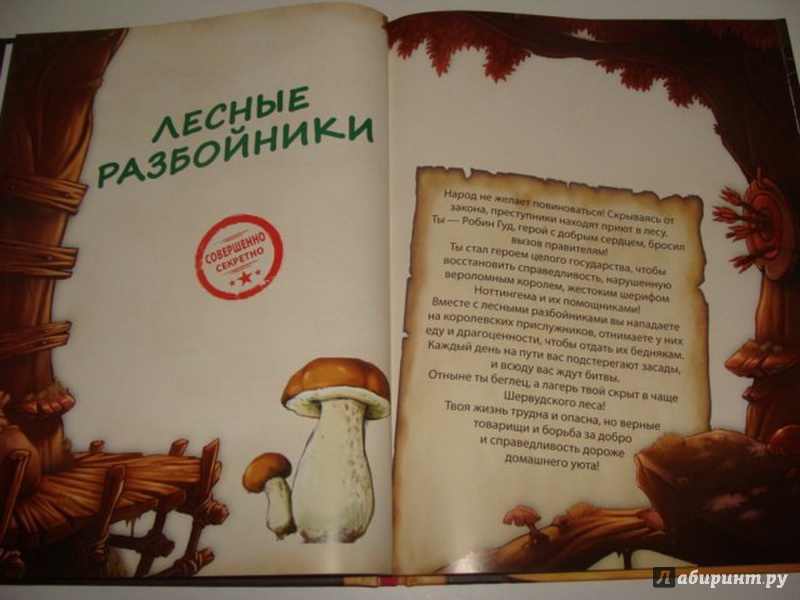 ЛЕСНЫЕ
РАЗБОЙНИКИ
СОВЕРШЕННО
СЕКРЕТНО
Народ не желает повиноваться! Скрываясь от
закона, преступники находят приют в лесу.
Ты — Робин Гуд, герой с добрым сердцем, бросил
вызов правителям!
Ты стал героем целого государства, чтобы
восстановить справедливость, нарушенную
вероломным королем, жестоким шерифом
Ноттингема и их помощниками!
Вместе с лесными разбойниками вы нападаете
на королевских прислужников, отнимаете у них
еду и драгоценности, чтобы отдать их беднякам.
Каждый день на пути вас подстерегают засады,
и всюду вас ждут битвы.
Отныне ты беглец, а лагерь твой скрыт в чаще
Шервудского леса!
Твоя жизнь трудна и опасна, но верные
товарищи и борьба за добро
и справедливость дороже
домашнего уюта!
Лабиринт.ру